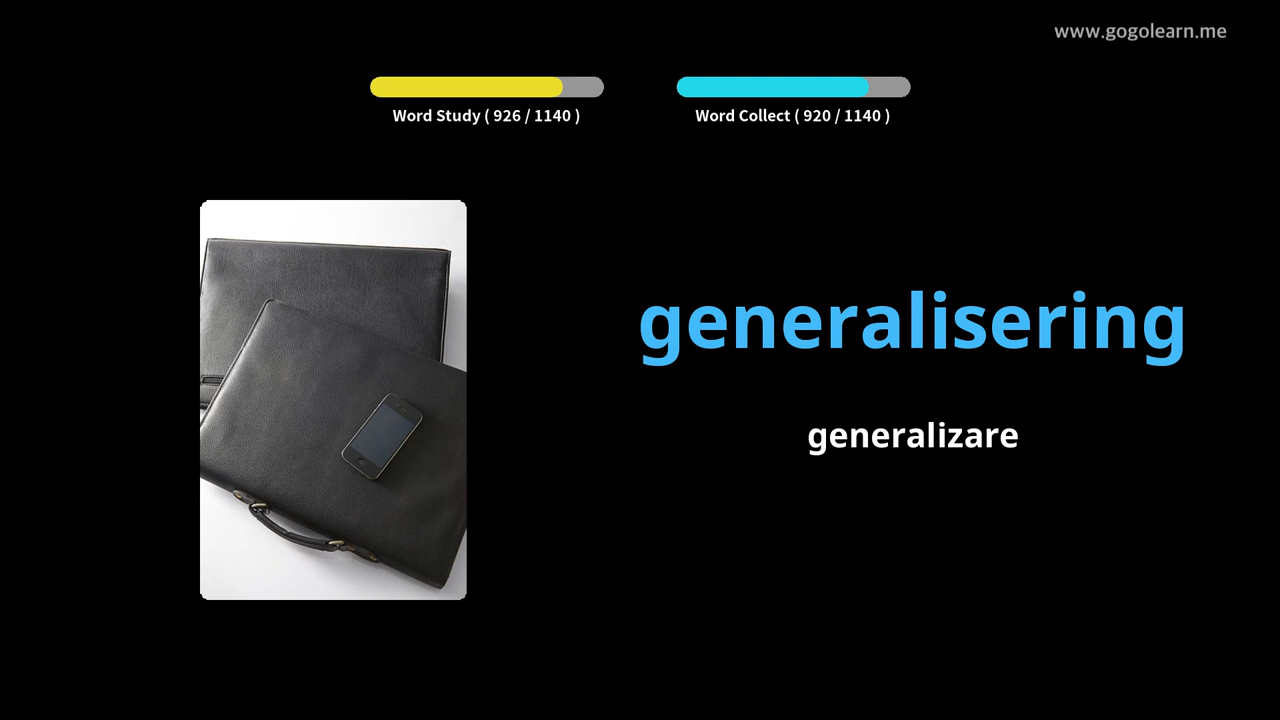 www.gogolearn.me
Word Study ( 926 / 1140 )
Word Collect ( 920 / 1140 )
generalisering
generalizare